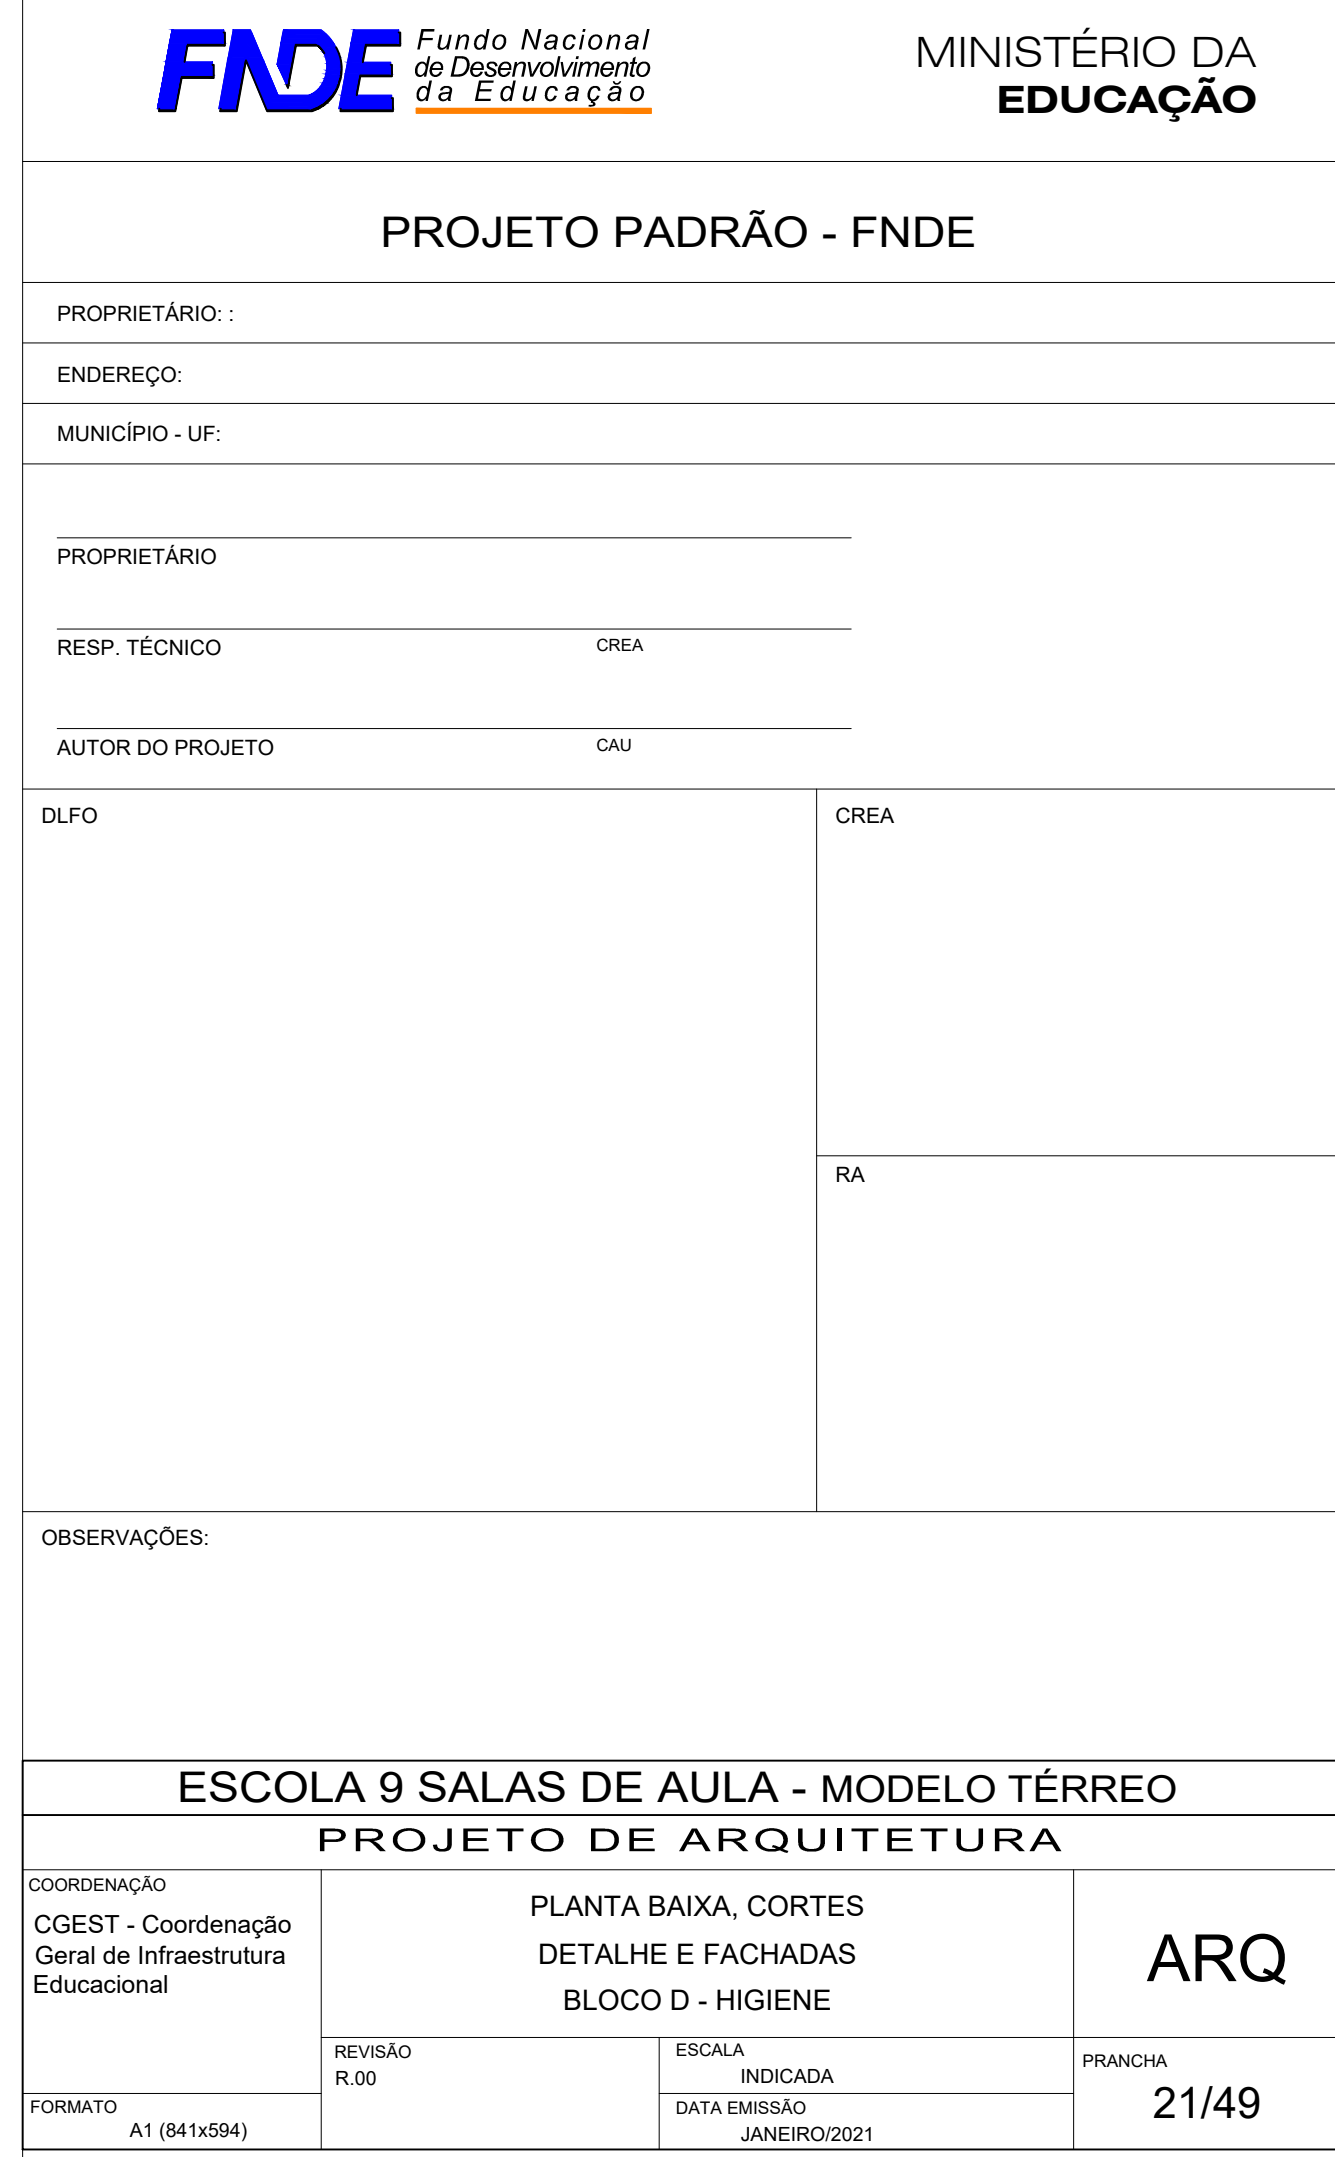 FNDE
Fundo Nacional
de Desenvolvimento
da Educação
MINISTÉRIO DA
EDUCAÇÃO
PROJETO PADRÃO - FNDE
PROPRIETÁRIO: :
ENDEREÇO:
MUNICÍPIO - UF:
PROPRIETÁRIO
RESP. TÉCNICO CREA
AUTOR DO PROJETO CAU
DLFO
CREA
RA
OBSERVAÇÕES:
ESCOLA 9 SALAS DE AULA - MODELO TÉRREO
PROJETO DE ARQUITETURA
COORDENAÇÃO
CGEST - Coordenação
Geral de Infraestrutura
Educacional
FORMATO
A1 (841x594)
PLANTA BAIXA, CORTES
DETALHE E FACHADAS
BLOCO D - HIGIENE
REVISÃO
R.00
ESCALA
INDICADA
DATA EMISSÃO
JANEIRO/2021
ARQ
PRANCHA
21/49